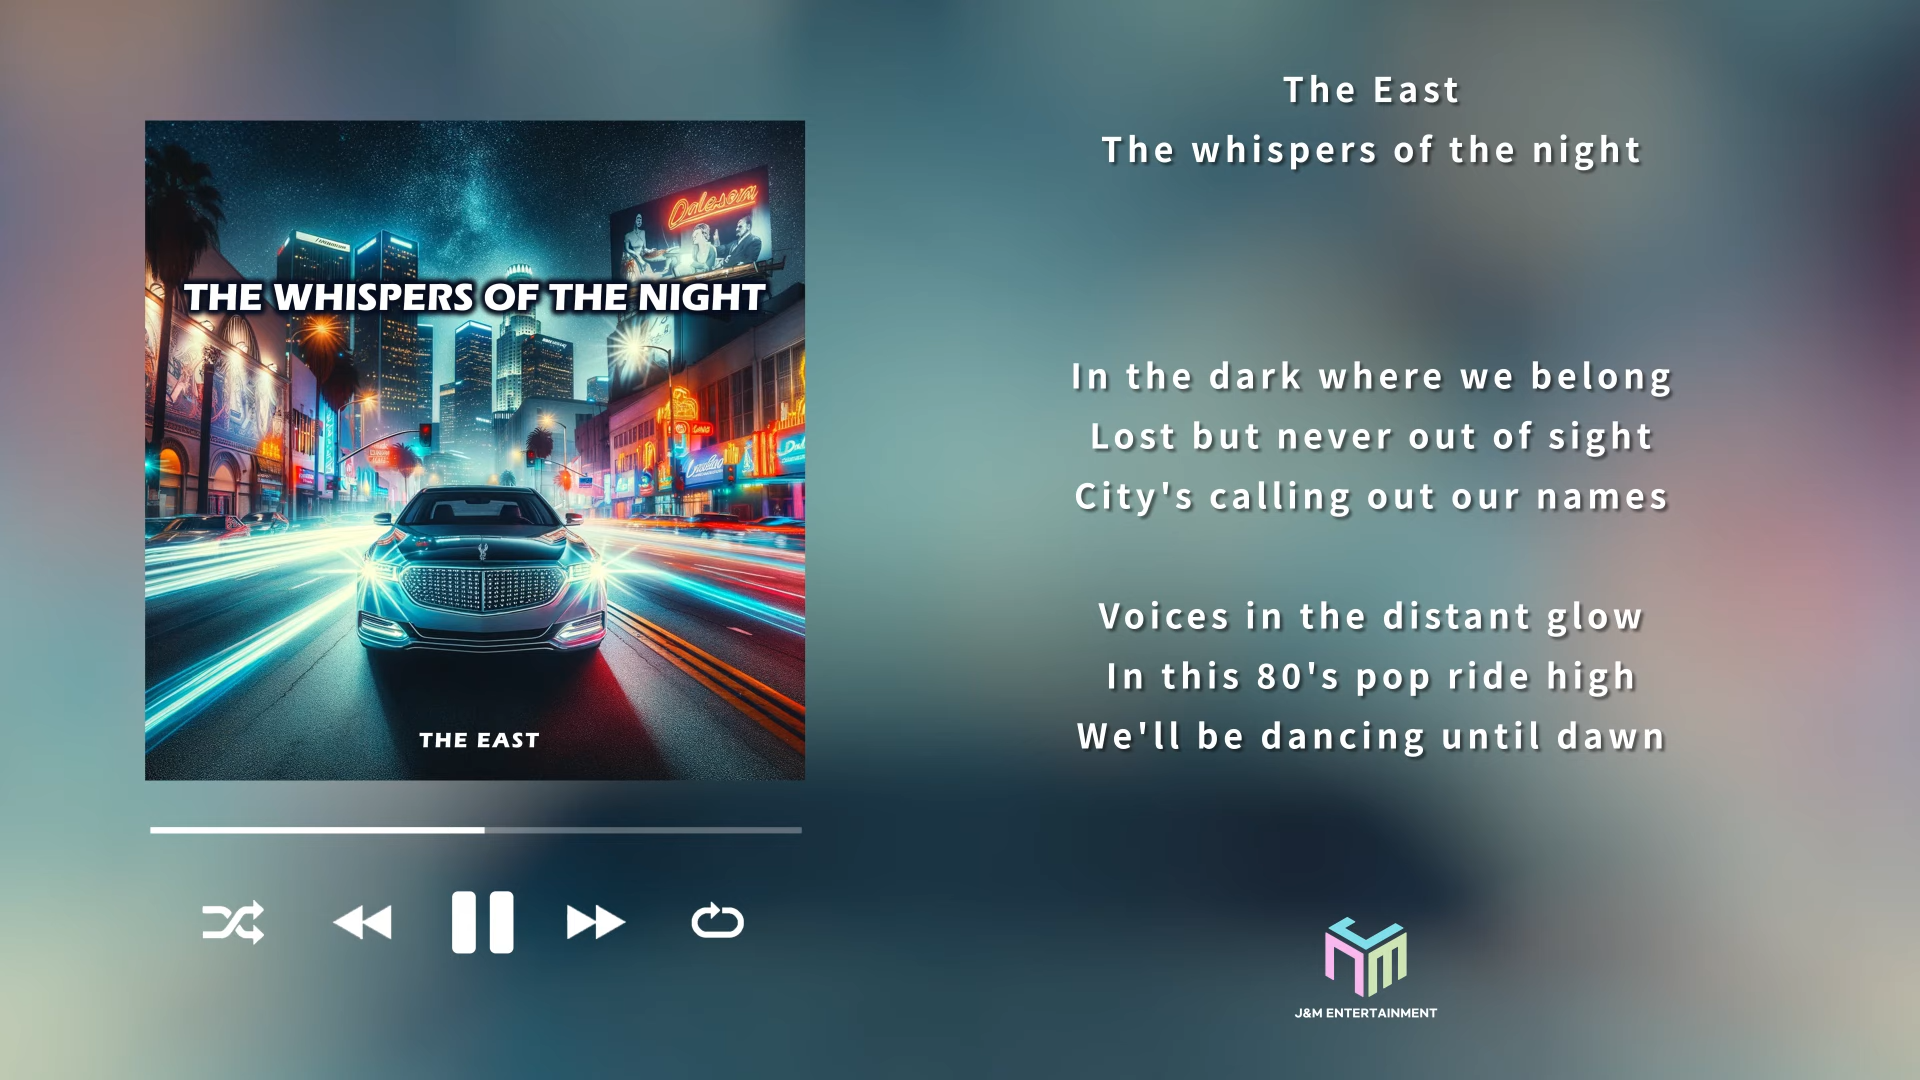 The East
The whispers of the night
In the dark where we belong
Lost but never out of sight
City's calling out our names
Voices in the distant glow
In this 80's pop ride high
We'll be dancing until dawn
THE WHISPERS OF THE NIGHT
THE EAST
J&M ENTERTAINMENT